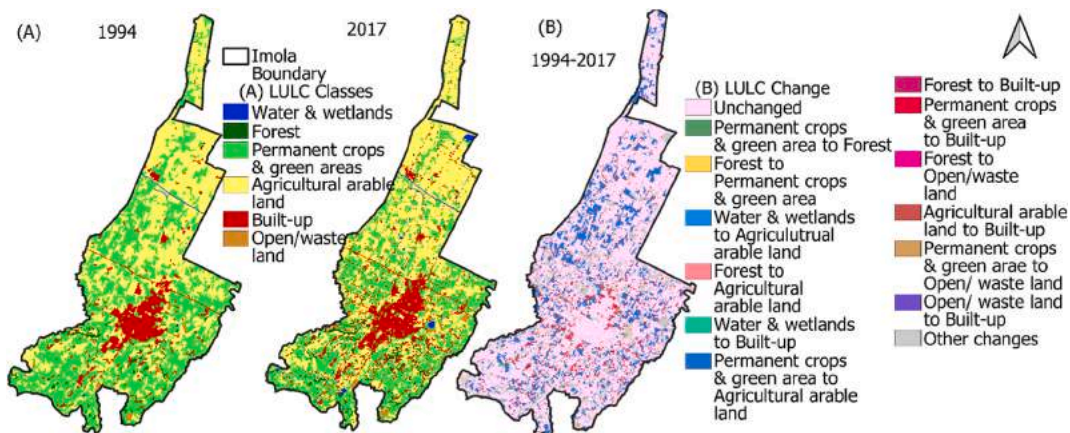 (A)
1994
2017
Imola
Boundary
(A) LULC Classes
Water & wetlands
Forest
Permanent crops
& green areas
Agricultural arable
land
Built-up
Open/waste
land
(B)
1994-2017
(B) LULC Change
Unchanged
Permanent crops
& green area to Forest
Forest to
Permanent crops
& green area
Water & wetlands
to Agriculutrual
arable land
Forest to
Agricultural
arable land
Water & wetlands
to Built-up
Permanent crops
& green area to
Agricultural arable
land
Forest to Built-up
Permanent crops
& green area
to Built-up
Forest to
Open/waste
land
Agricultural arable
land to Built-up
Permanent crops
& green arae to
Open/ waste land
Open/ waste land
to Built-up
Other changes